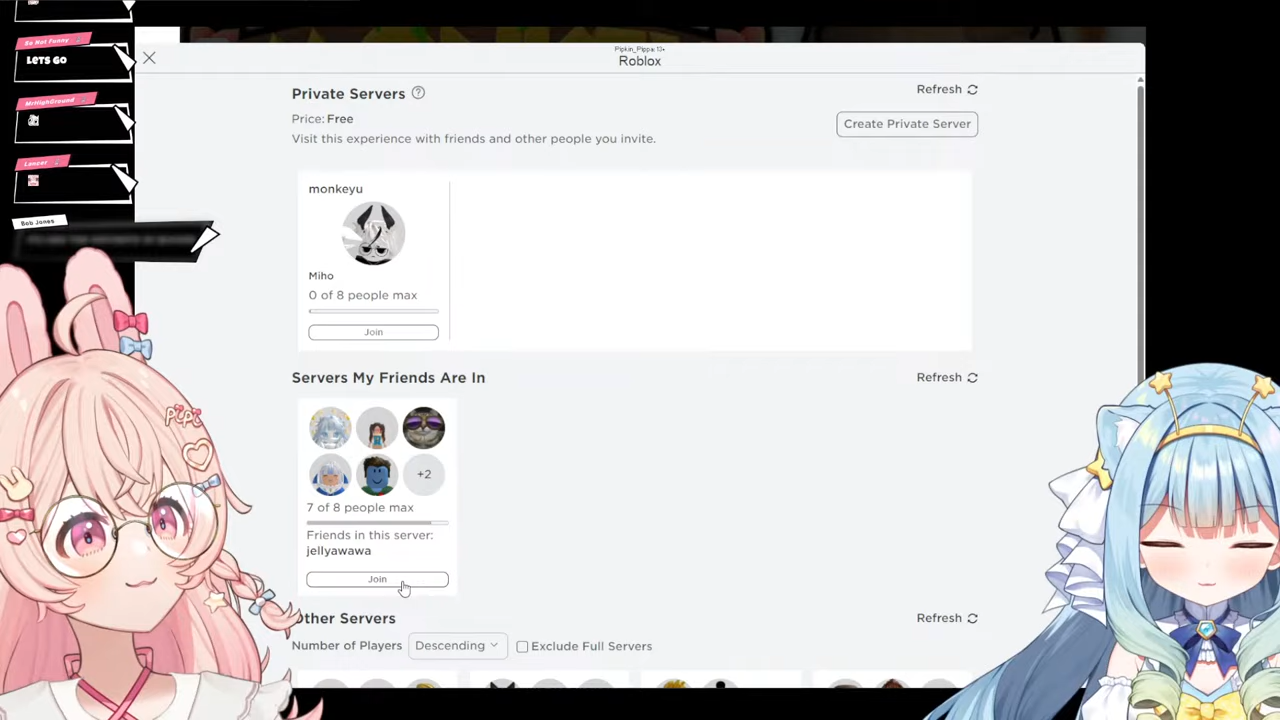 So Not Funny
LETS GO
MrHighGround
Lancer
Bob Jones
Pipkin_Pippa: 13+
Roblox
Private Servers
Refresh
Price: Free
Create Private Server
Visit this experience with friends and other people you invite.
monkeyu
Miho
0 of 8 people max
Join
Servers My Friends Are In
Refresh
+2
7 of 8 people max
Friends in this server:
jellyawawa
Join
Other Servers
Refresh
Number of Players
Descending
Exclude Full Servers
PiPi